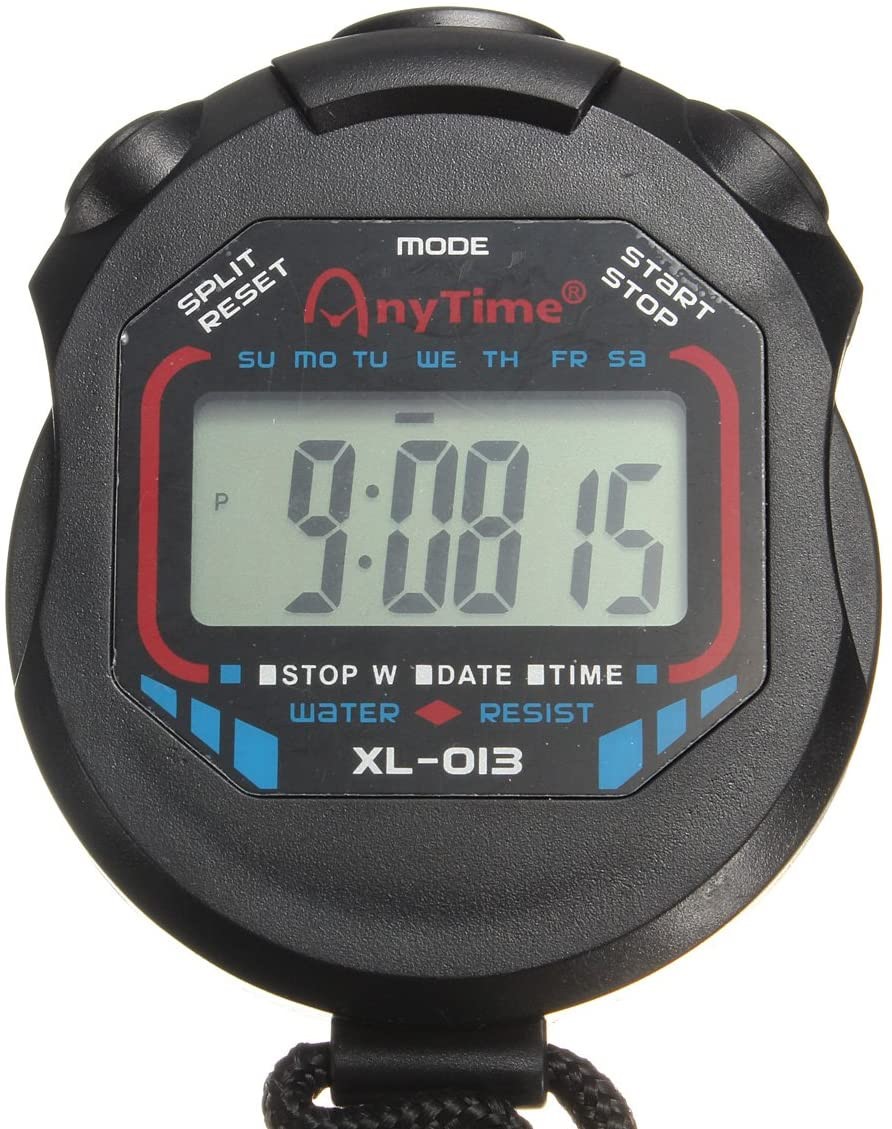 MODE
SPLIT
RESET
START
STOP
AnyTime®
SU MO TU WE TH FR Sa
P 9:08 15
STOP W DATE TIME
WaTER RESIST
XL-013